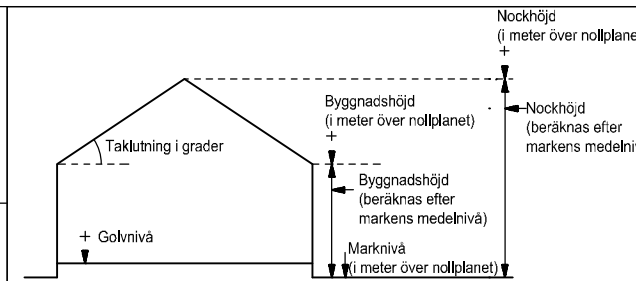 Nockhöjd
(i meter över nollplane
+
Byggnadshöjd
(i meter över nollplanet)
+
Nockhöjd
(beräknas efter
markens medelniv
Taklutning i grader
Byggnadshöjd
(beräknas efter
markens medelnivå)
+ Golvnivå
Marknivå
(i meter över nollplanet)